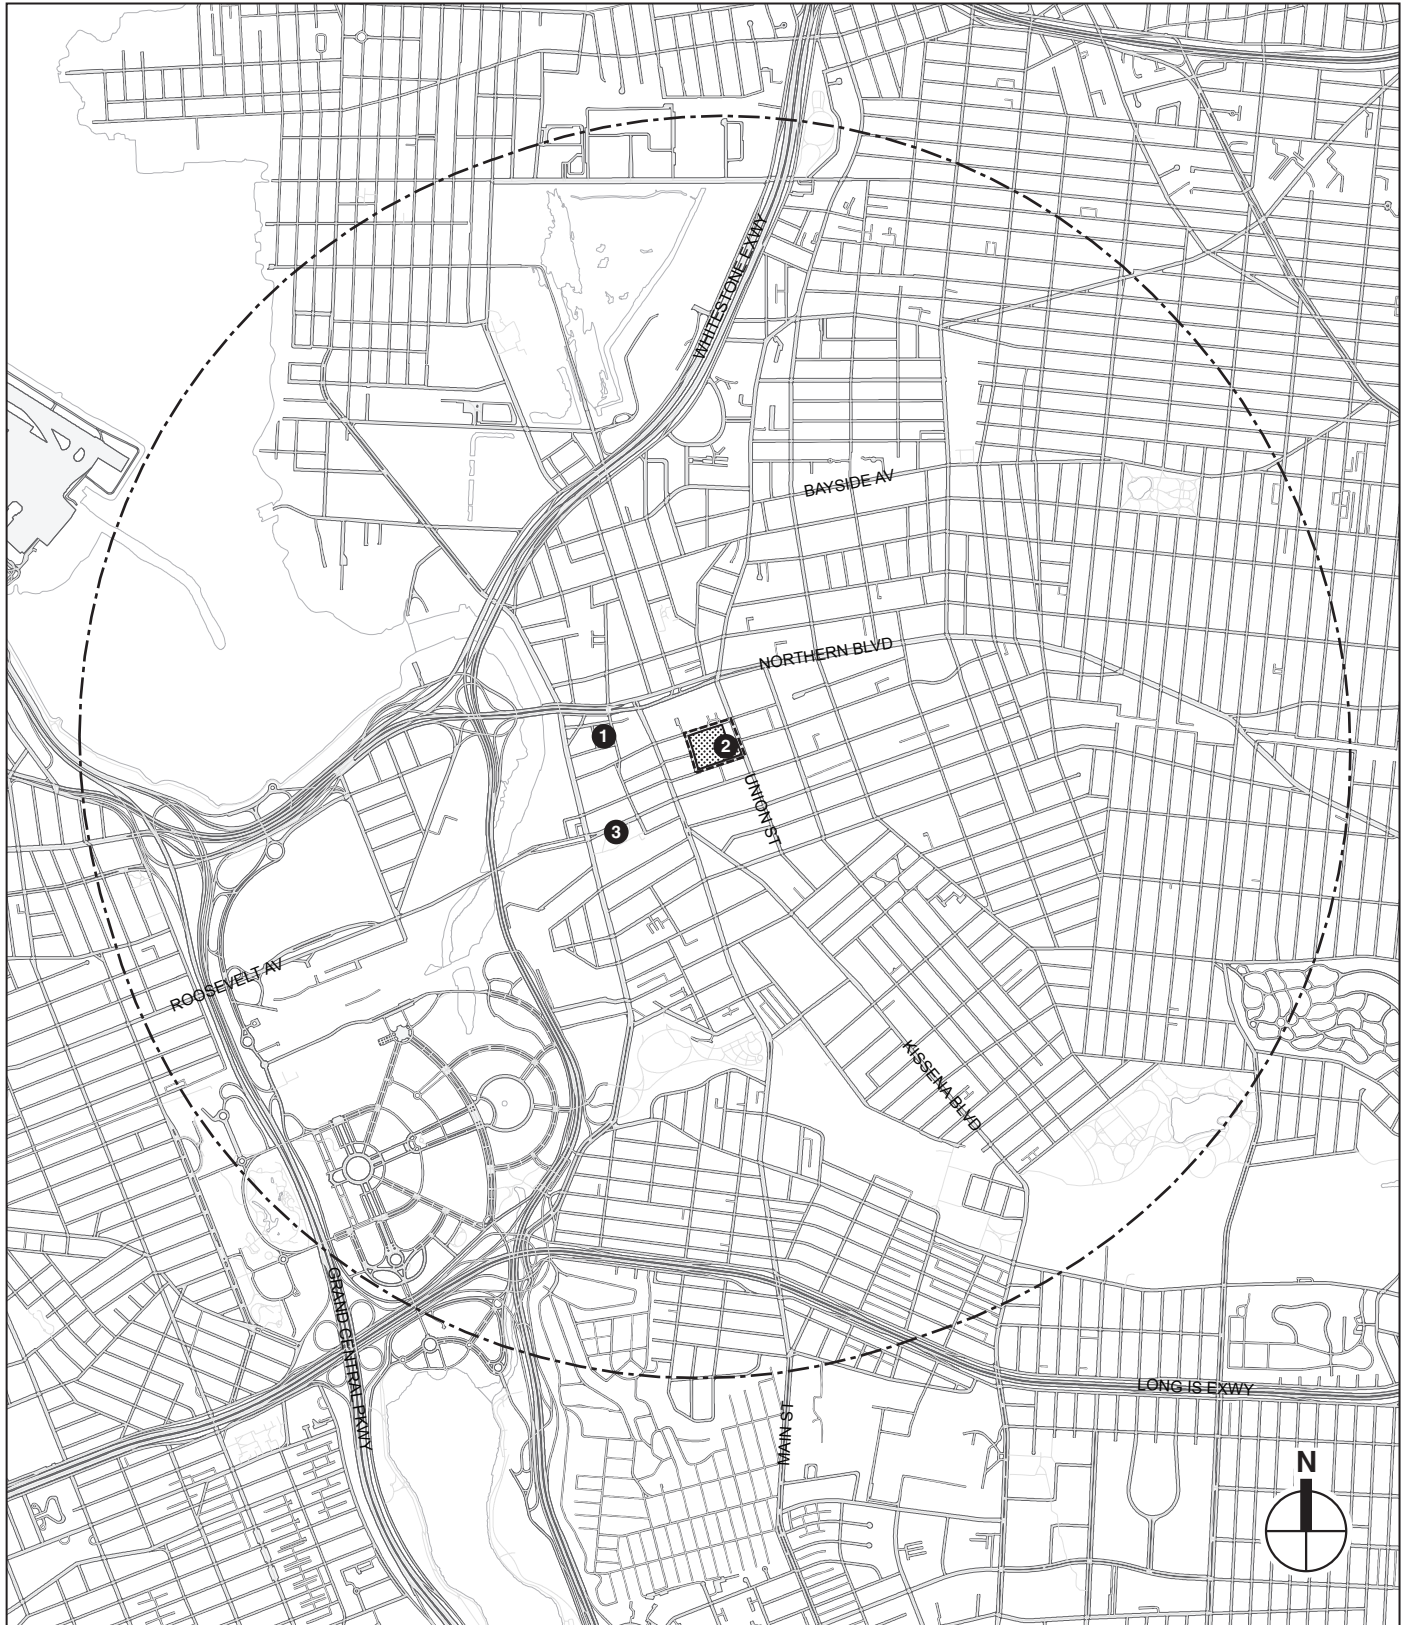 WHITESTONE EXWY
BAYSIDE AV
NORTHERN BLVD
1
2
UNION ST
3
ROOSEVELT AV
KISSENA BLVD
GRAND CENTRAL PKWY
LONG IS EXWY
MAIN ST
N